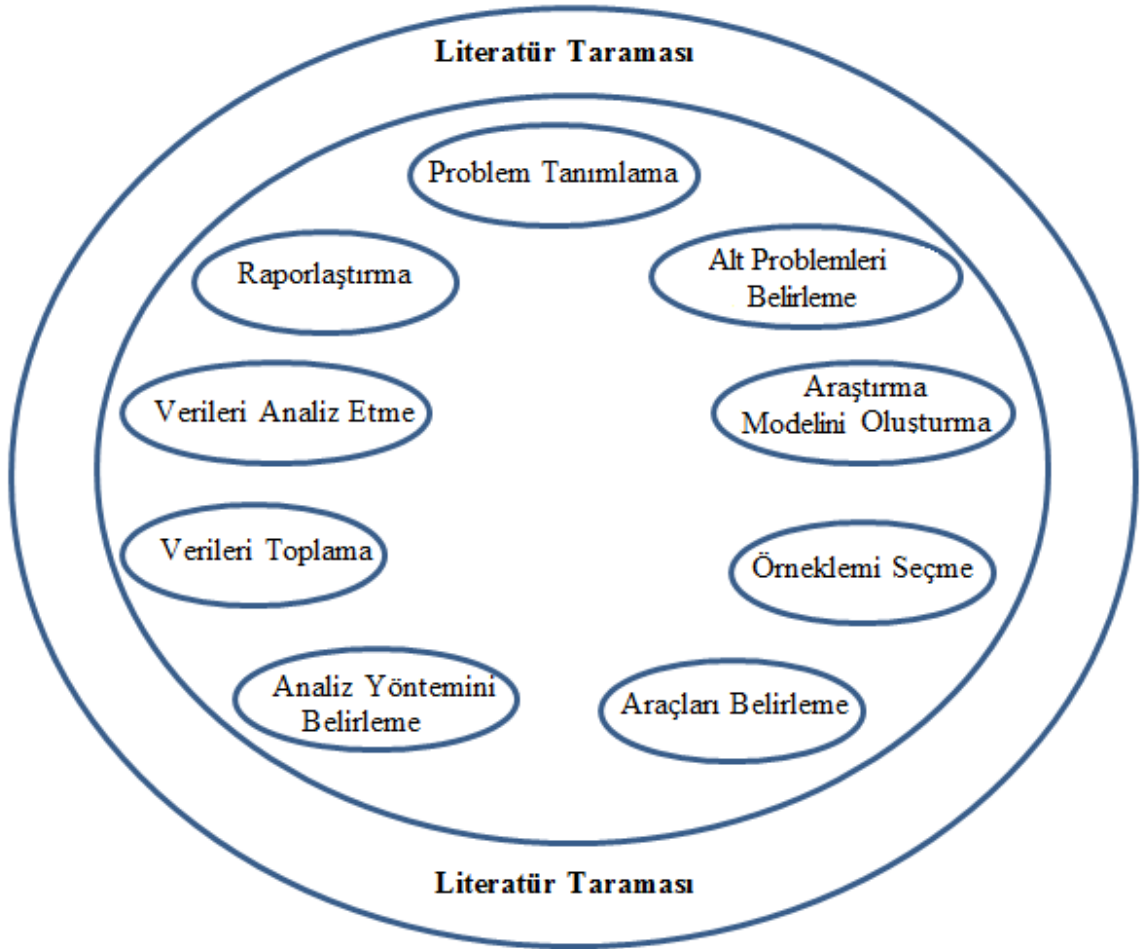 Literatür Taraması
Problem Tanımlama
Alt Problemleri
Belirleme
Araştırma
Modelini Oluşturma
Örneklemi Seçme
Araçları Belirleme
Analiz Yöntemini
Belirleme
Verileri Toplama
Verileri Analiz Etme
Raporlaştırma
Literatür Taraması